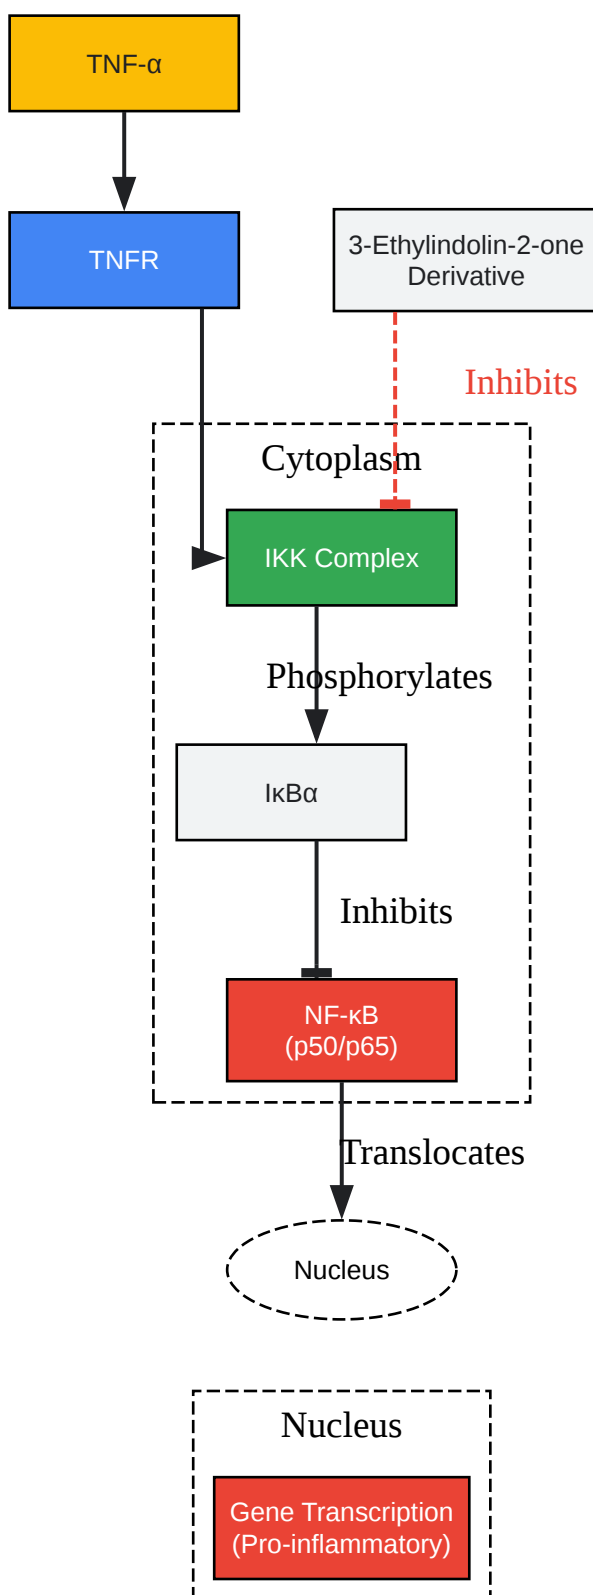 TNF-α
TNFR
3-Ethylindolin-2-one
Derivative
Inhibits
Cytoplasm
IKK Complex
Phosphorylates
IκBα
Inhibits
NF-κB
(p50/p65)
Translocates
Nucleus
Nucleus
Gene Transcription
(Pro-inflammatory)